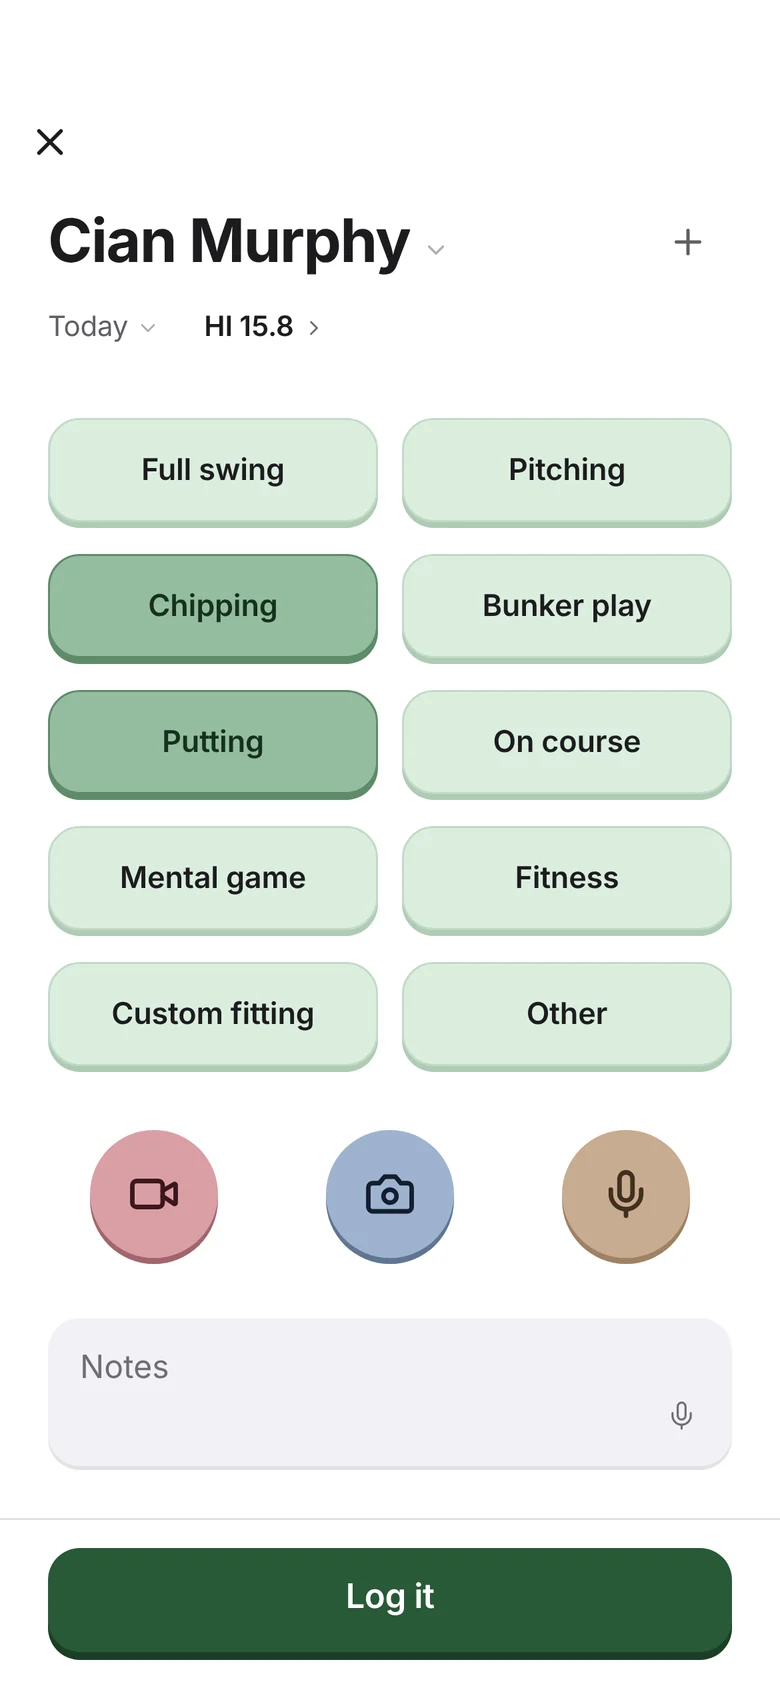 Cian Murphy
Today HI 15.8
Full swing Pitching
Chipping Bunker play
Putting On course
Mental game Fitness
Custom fitting Other
Notes
Log it